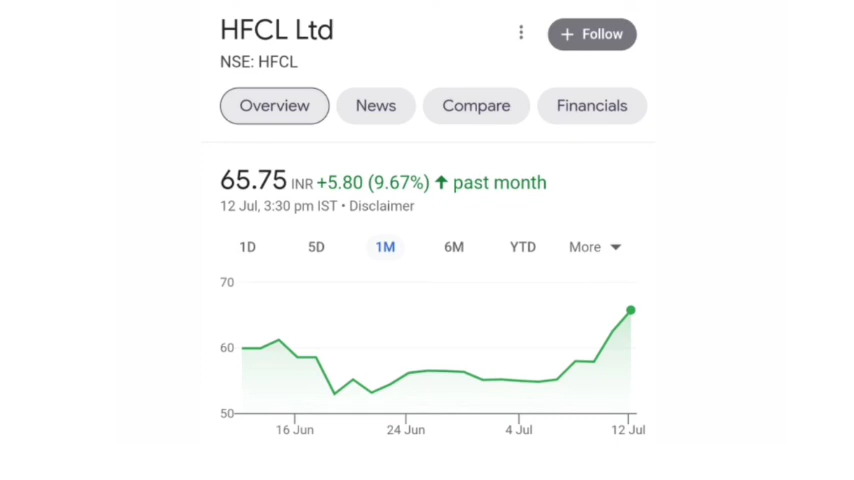 HFCL Ltd
+ Follow
NSE: HFCL
Overview News Compare Financials
65.75 INR +5.80 (9.67%) ↑ past month
12 Jul, 3:30 pm IST • Disclaimer
1D 5D 1M 6M YTD More
70
60
50
16 Jun 24 Jun 4 Jul 12 Jul